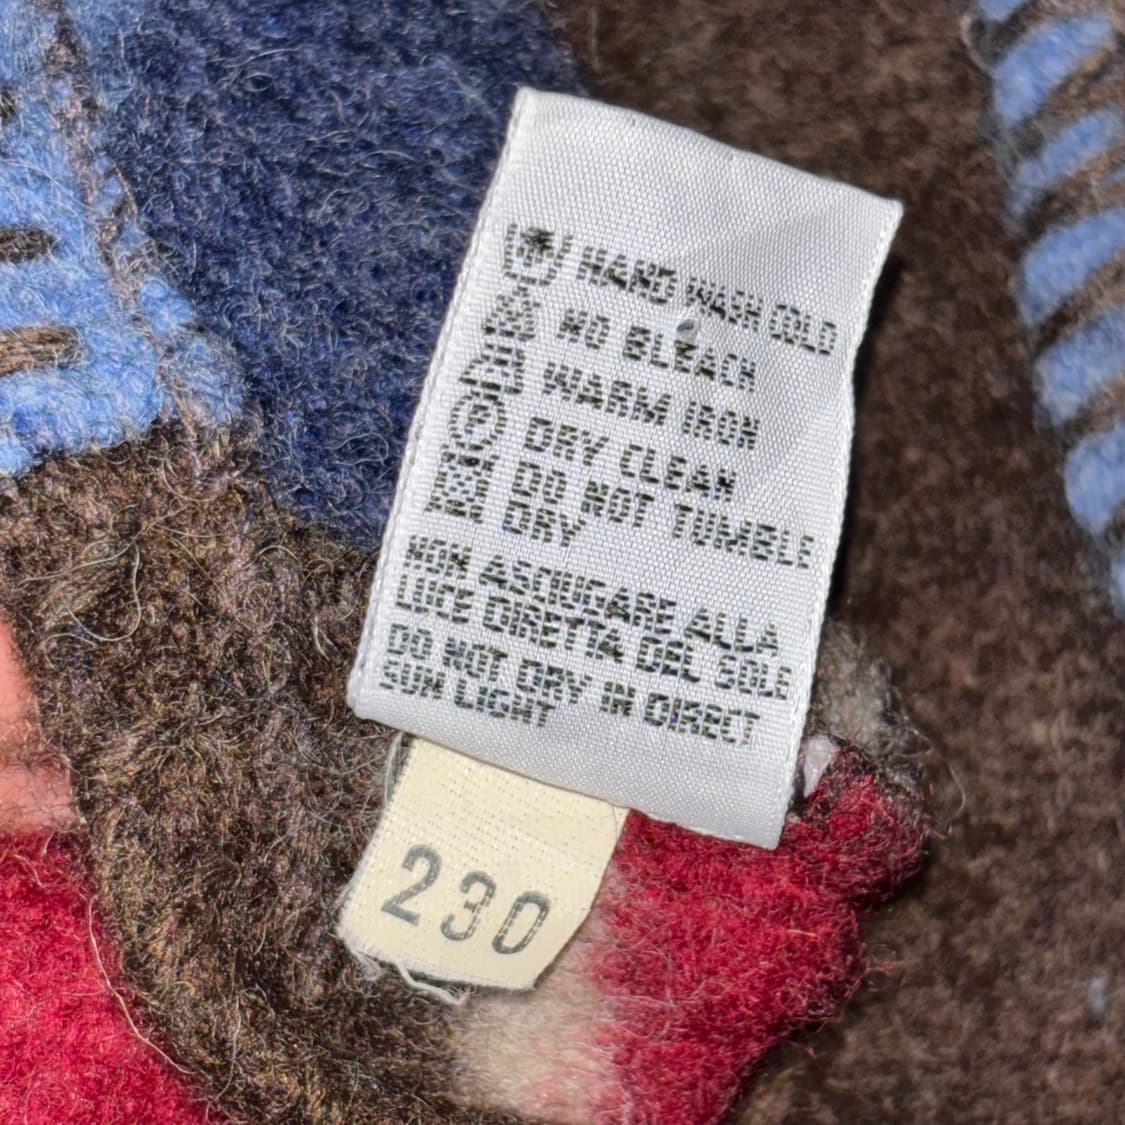 HAND WASH COLD
NO BLEACH
WARM IRON
DRY CLEAN
DO NOT TUMBLE
DRY
NON ASCIUGARE ALLA
LUCE DIRETTA DEL SOLE
DO NOT DRY IN DIRECT
SUN LIGHT
230